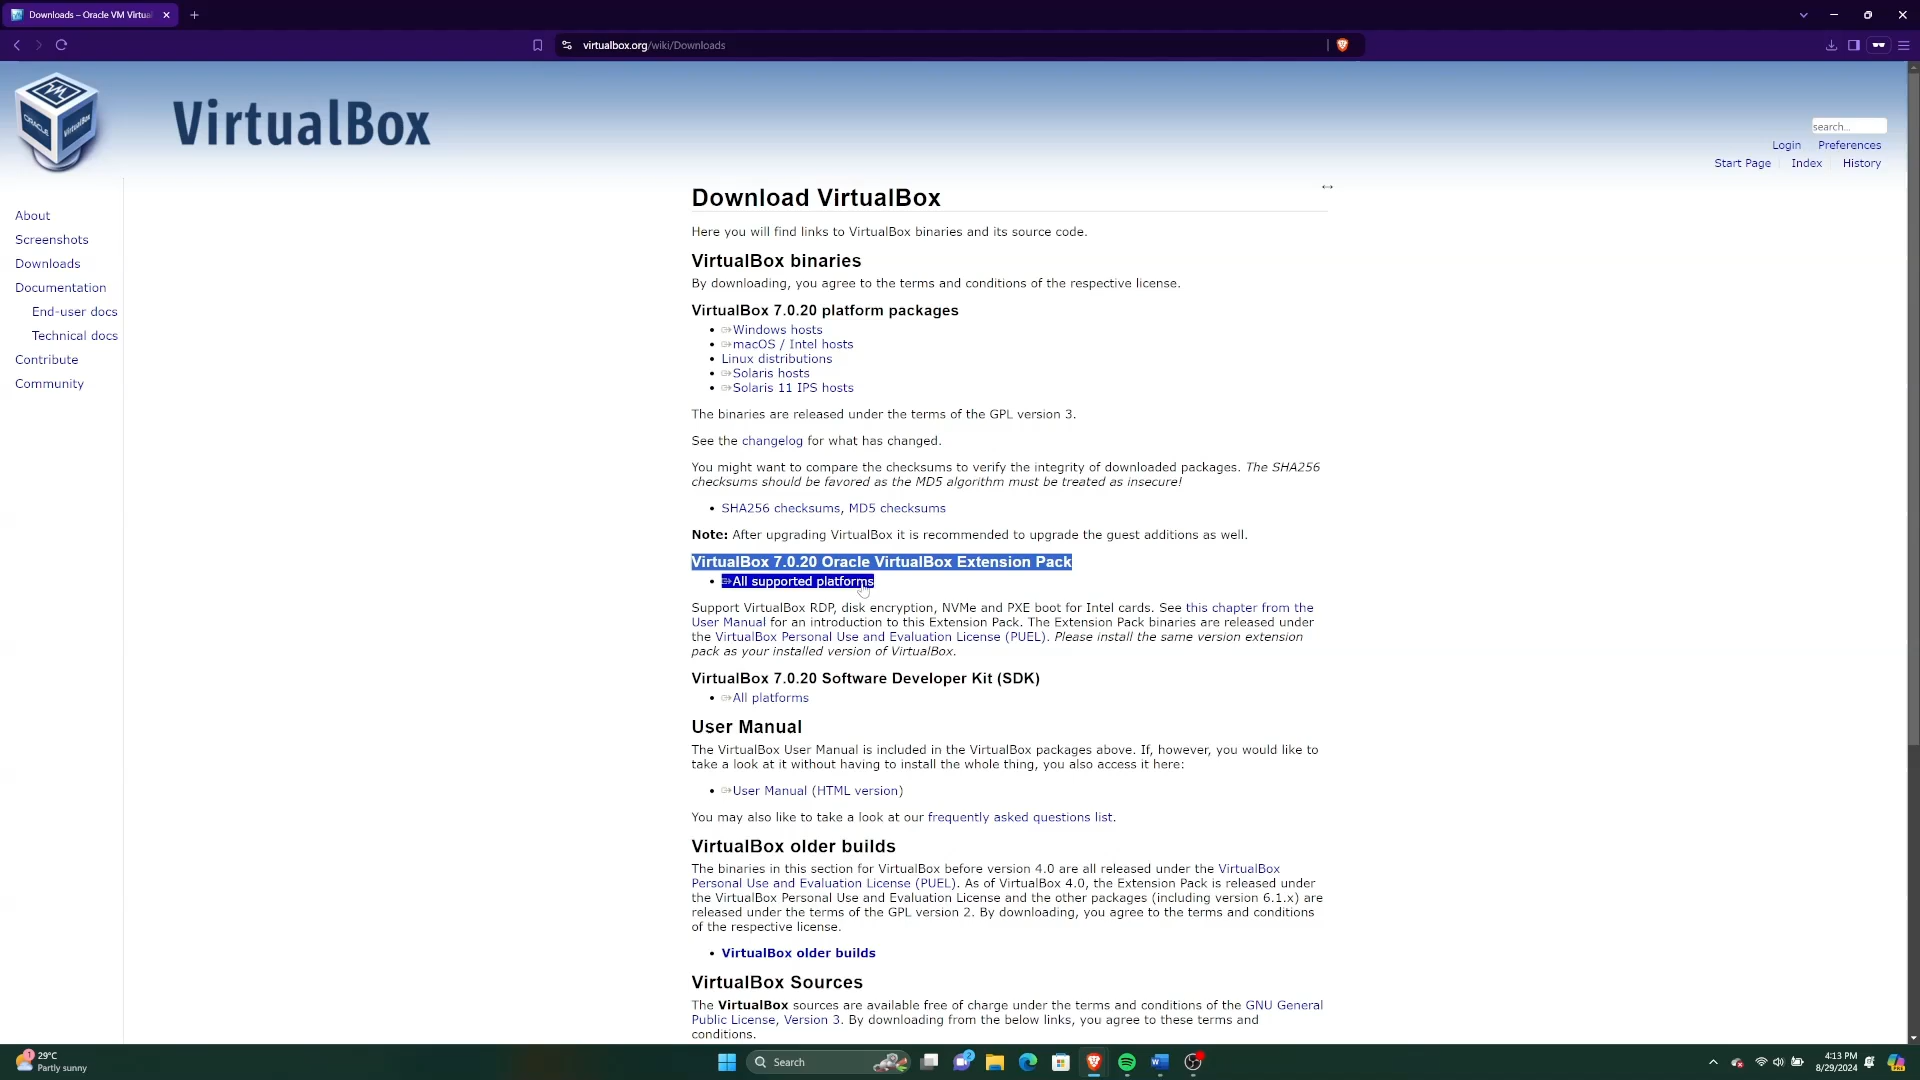 Downloads – Oracle VM Virtual
virtualbox.org/wiki/Downloads
ORACLE
VirtualBox
VirtualBox
search...
Login Preferences
Start Page Index History
About
Screenshots
Downloads
Documentation
End-user docs
Technical docs
Contribute
Community
Download VirtualBox
Here you will find links to VirtualBox binaries and its source code.
VirtualBox binaries
By downloading, you agree to the terms and conditions of the respective license.
VirtualBox 7.0.20 platform packages
• Windows hosts
• macOS / Intel hosts
• Linux distributions
• Solaris hosts
• Solaris 11 IPS hosts
The binaries are released under the terms of the GPL version 3.
See the changelog for what has changed.
You might want to compare the checksums to verify the integrity of downloaded packages. The SHA256
checksums should be favored as the MD5 algorithm must be treated as insecure!
• SHA256 checksums, MD5 checksums
Note: After upgrading VirtualBox it is recommended to upgrade the guest additions as well.
VirtualBox 7.0.20 Oracle VirtualBox Extension Pack
• All supported platforms
Support VirtualBox RDP, disk encryption, NVMe and PXE boot for Intel cards. See this chapter from the
User Manual for an introduction to this Extension Pack. The Extension Pack binaries are released under
the VirtualBox Personal Use and Evaluation License (PUEL). Please install the same version extension
pack as your installed version of VirtualBox.
VirtualBox 7.0.20 Software Developer Kit (SDK)
• All platforms
User Manual
The VirtualBox User Manual is included in the VirtualBox packages above. If, however, you would like to
take a look at it without having to install the whole thing, you also access it here:
• User Manual (HTML version)
You may also like to take a look at our frequently asked questions list.
VirtualBox older builds
The binaries in this section for VirtualBox before version 4.0 are all released under the VirtualBox
Personal Use and Evaluation License (PUEL). As of VirtualBox 4.0, the Extension Pack is released under
the VirtualBox Personal Use and Evaluation License and the other packages (including version 6.1.x) are
released under the terms of the GPL version 2. By downloading, you agree to the terms and conditions
of the respective license.
• VirtualBox older builds
VirtualBox Sources
The VirtualBox sources are available free of charge under the terms and conditions of the GNU General
Public License, Version 3. By downloading from the below links, you agree to these terms and
conditions.
1
29°C
Partly sunny
Search
2
4:13 PM
8/29/2024